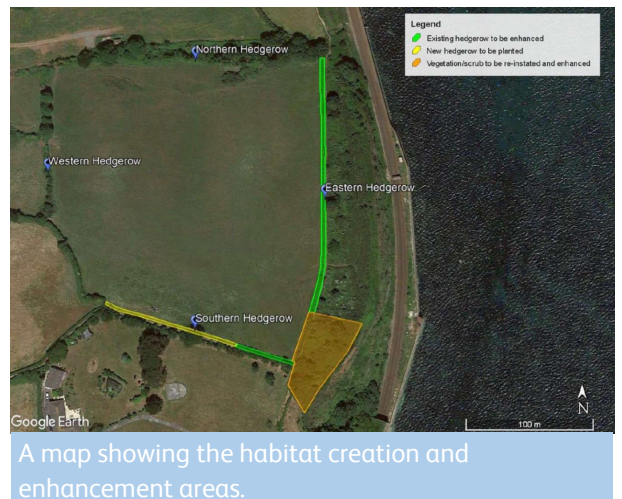 Legend
Existing hedgerow to be enhanced
New hedgerow to be planted
Vegetation/scrub to be re-instated and enhanced
Northern Hedgerow
Western Hedgerow
Eastern Hedgerow
Southern Hedgerow
N
Google Earth
100 m
A map showing the habitat creation and
enhancement areas.